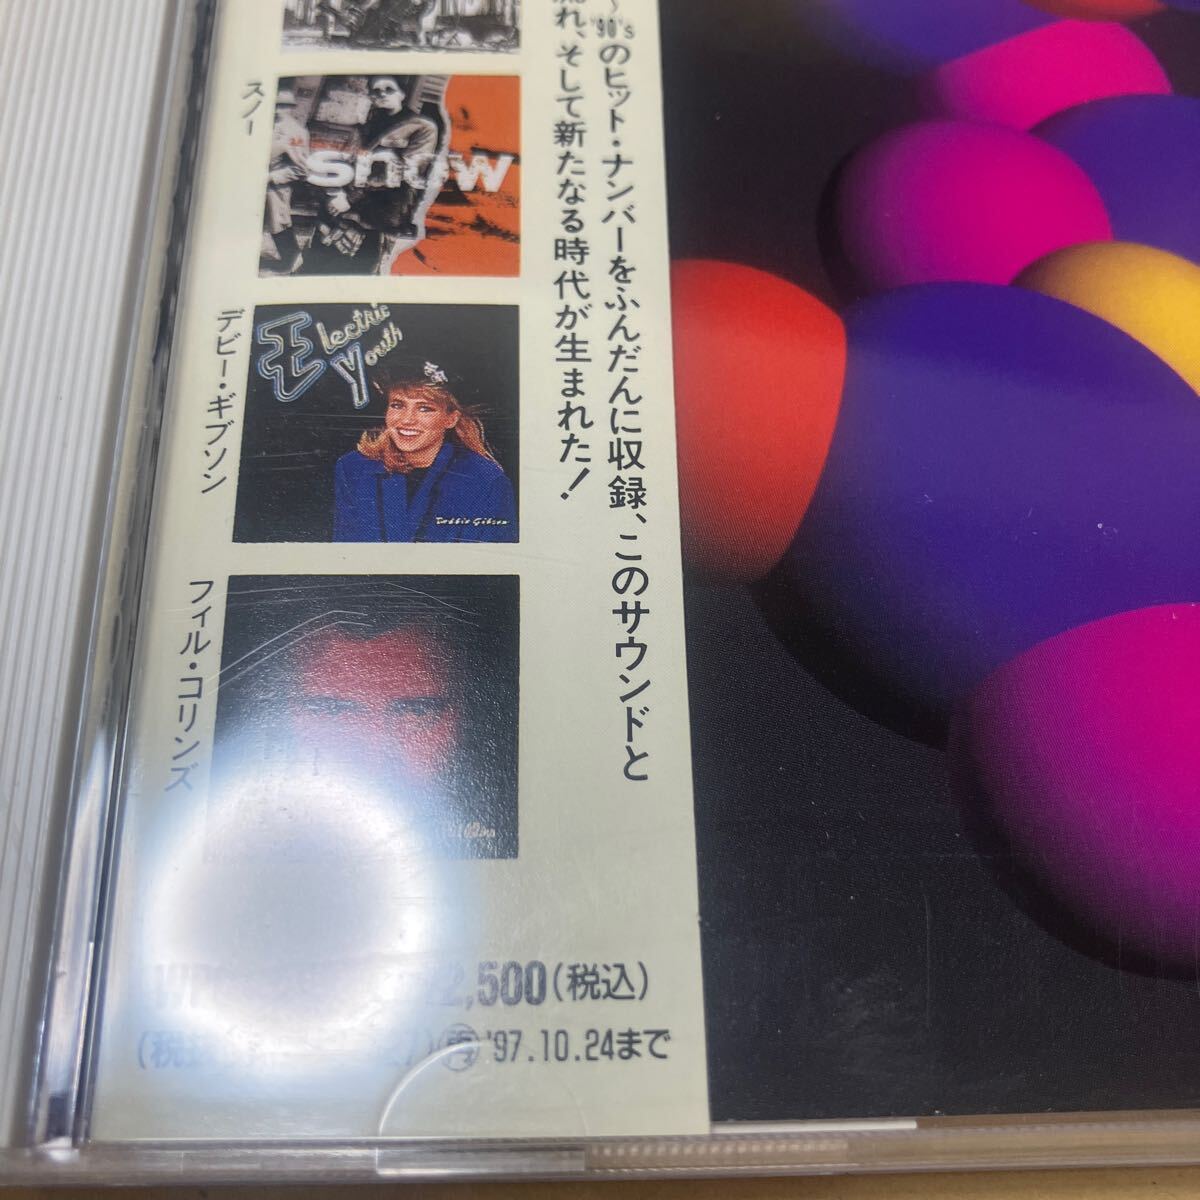 '90'sのヒット・ナンバーをふんだんに収録、このサウンドと
れ、そして新たなる時代が生まれた!
スノー
snow
デビー・ギブソン
Electric
Youth
Debbie Gibson
フィル・コリンズ
¥2,500(税込)
再 '97.10.24まで